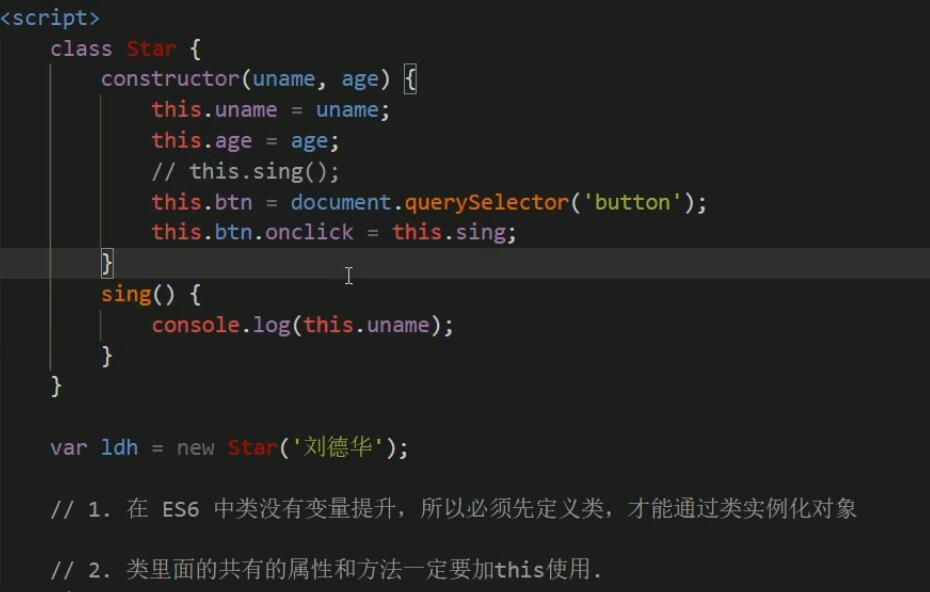 <script>
class Star {
constructor(uname, age) {
this.uname = uname;
this.age = age;
// this.sing();
this.btn = document.querySelector('button');
this.btn.onclick = this.sing;
}
sing() {
console.log(this.uname);
}
}
var ldh = new Star('刘德华');
// 1. 在 ES6 中类没有变量提升，所以必须先定义类，才能通过类实例化对象
// 2. 类里面的共有的属性和方法一定要加this使用.